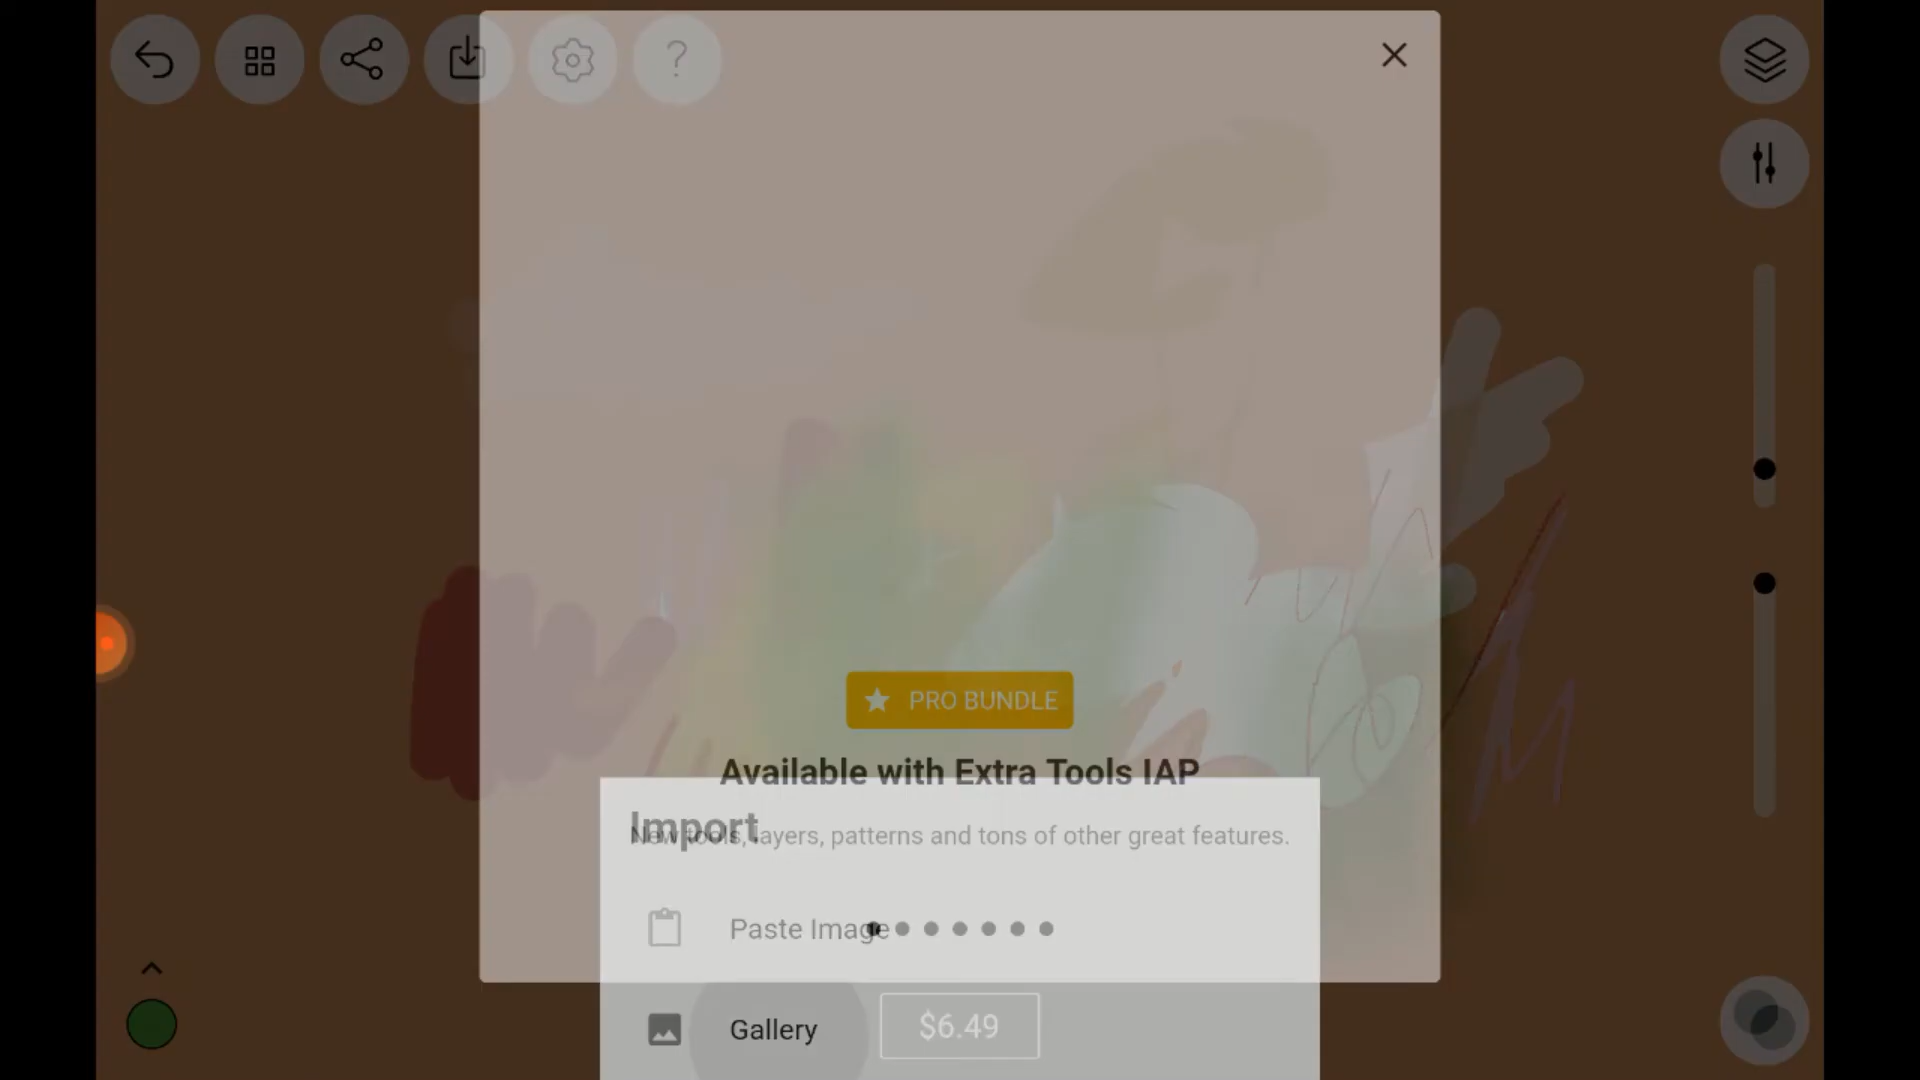 PRO BUNDLE
Available with Extra Tools IAP
Import
New tools, layers, patterns and tons of other great features.
Paste Image
Gallery
$6.49